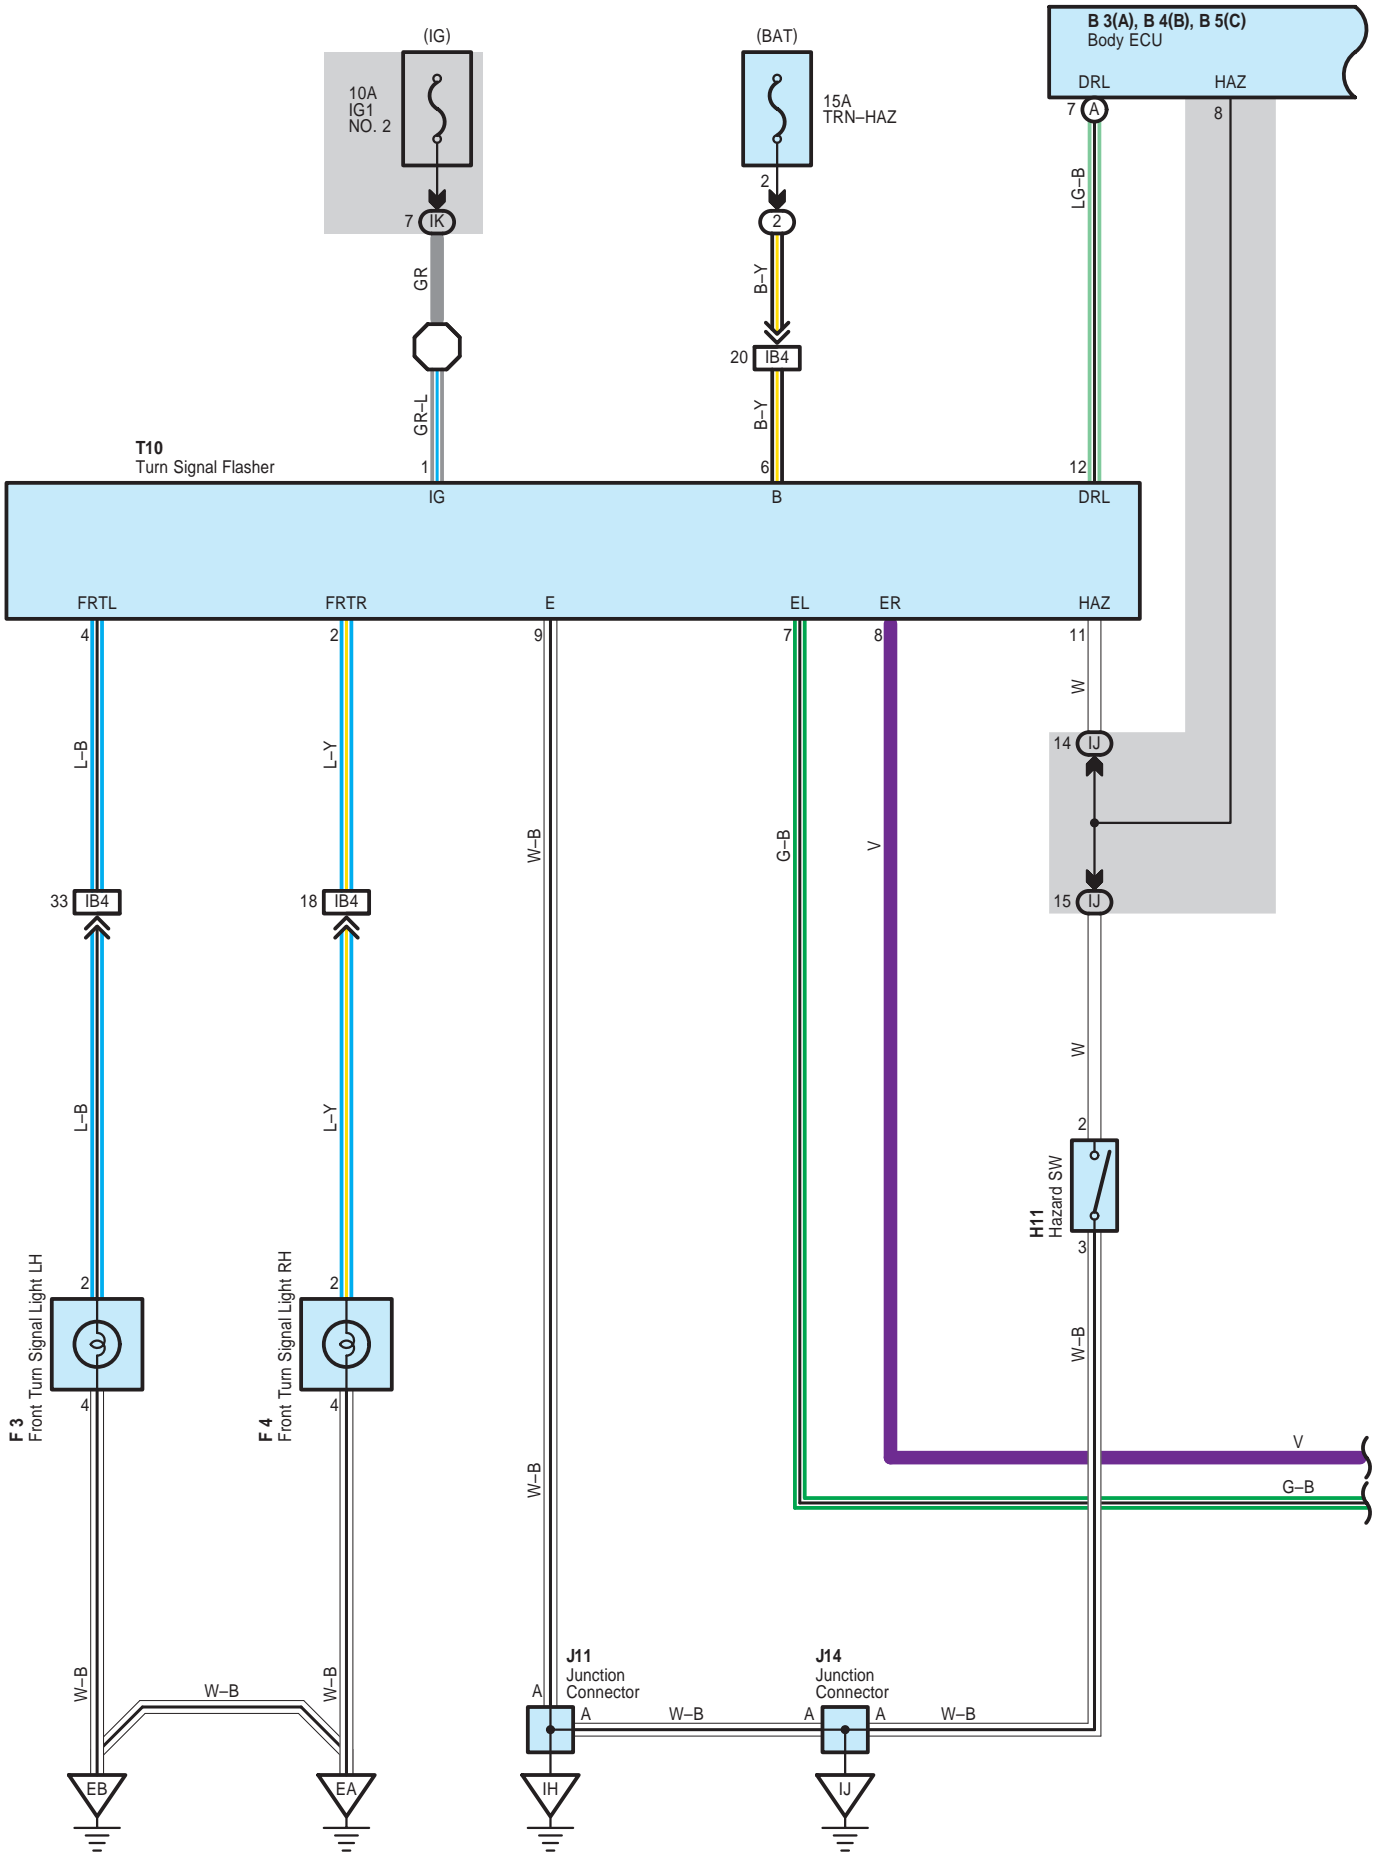 (IG)
(BAT)
B 3(A), B 4(B), B 5(C)
Body ECU
10A
IG1
NO. 2
15A
TRN–HAZ
DRL
HAZ
7
A
8
2
7
IK
2
LG–B
GR
B–Y
20
IB4
GR–L
B–Y
T10
Turn Signal Flasher
1
6
12
IG
B
DRL
FRTL
FRTR
E
EL
ER
HAZ
4
2
9
7
8
11
W
L–B
L–Y
14
IJ
W–B
G–B
V
33
IB4
18
IB4
15
IJ
W
L–B
L–Y
2
H11
Hazard SW
3
F 3
Front Turn Signal Light LH
2
4
F 4
Front Turn Signal Light RH
2
4
W–B
V
W–B
G–B
J11
Junction
Connector
J14
Junction
Connector
W–B
W–B
W–B
A
A
W–B
A
A
W–B
EB
EA
IH
IJ